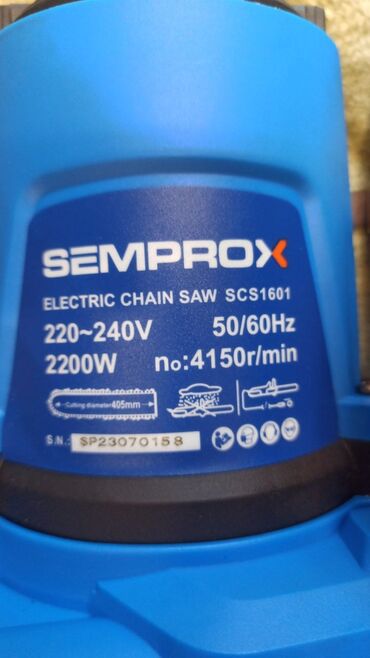 SEMPROX
ELECTRIC CHAIN SAW SCS1601
220~240V 50/60Hz
2200W no:4150r/min
Cutting diameter 405mm
S.N.: SP23070158